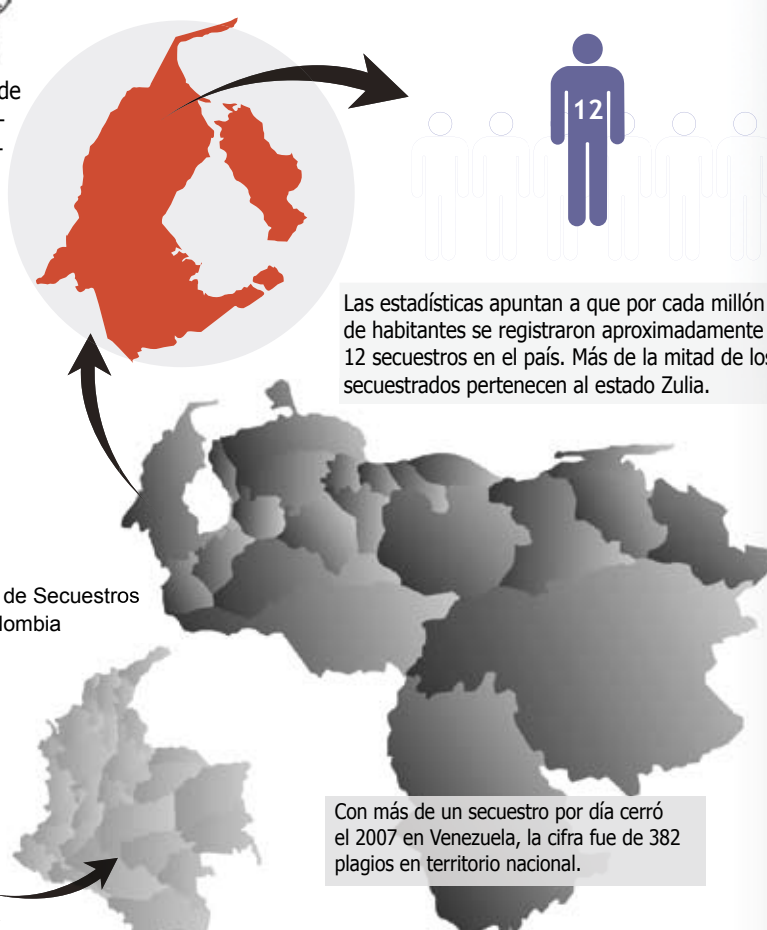 de
-
-
12
Las estadísticas apuntan a que por cada millón
de habitantes se registraron aproximadamente
12 secuestros en el país. Más de la mitad de los
secuestrados pertenecen al estado Zulia.
de Secuestros
lombia
Con más de un secuestro por día cerró
el 2007 en Venezuela, la cifra fue de 382
plagios en territorio nacional.